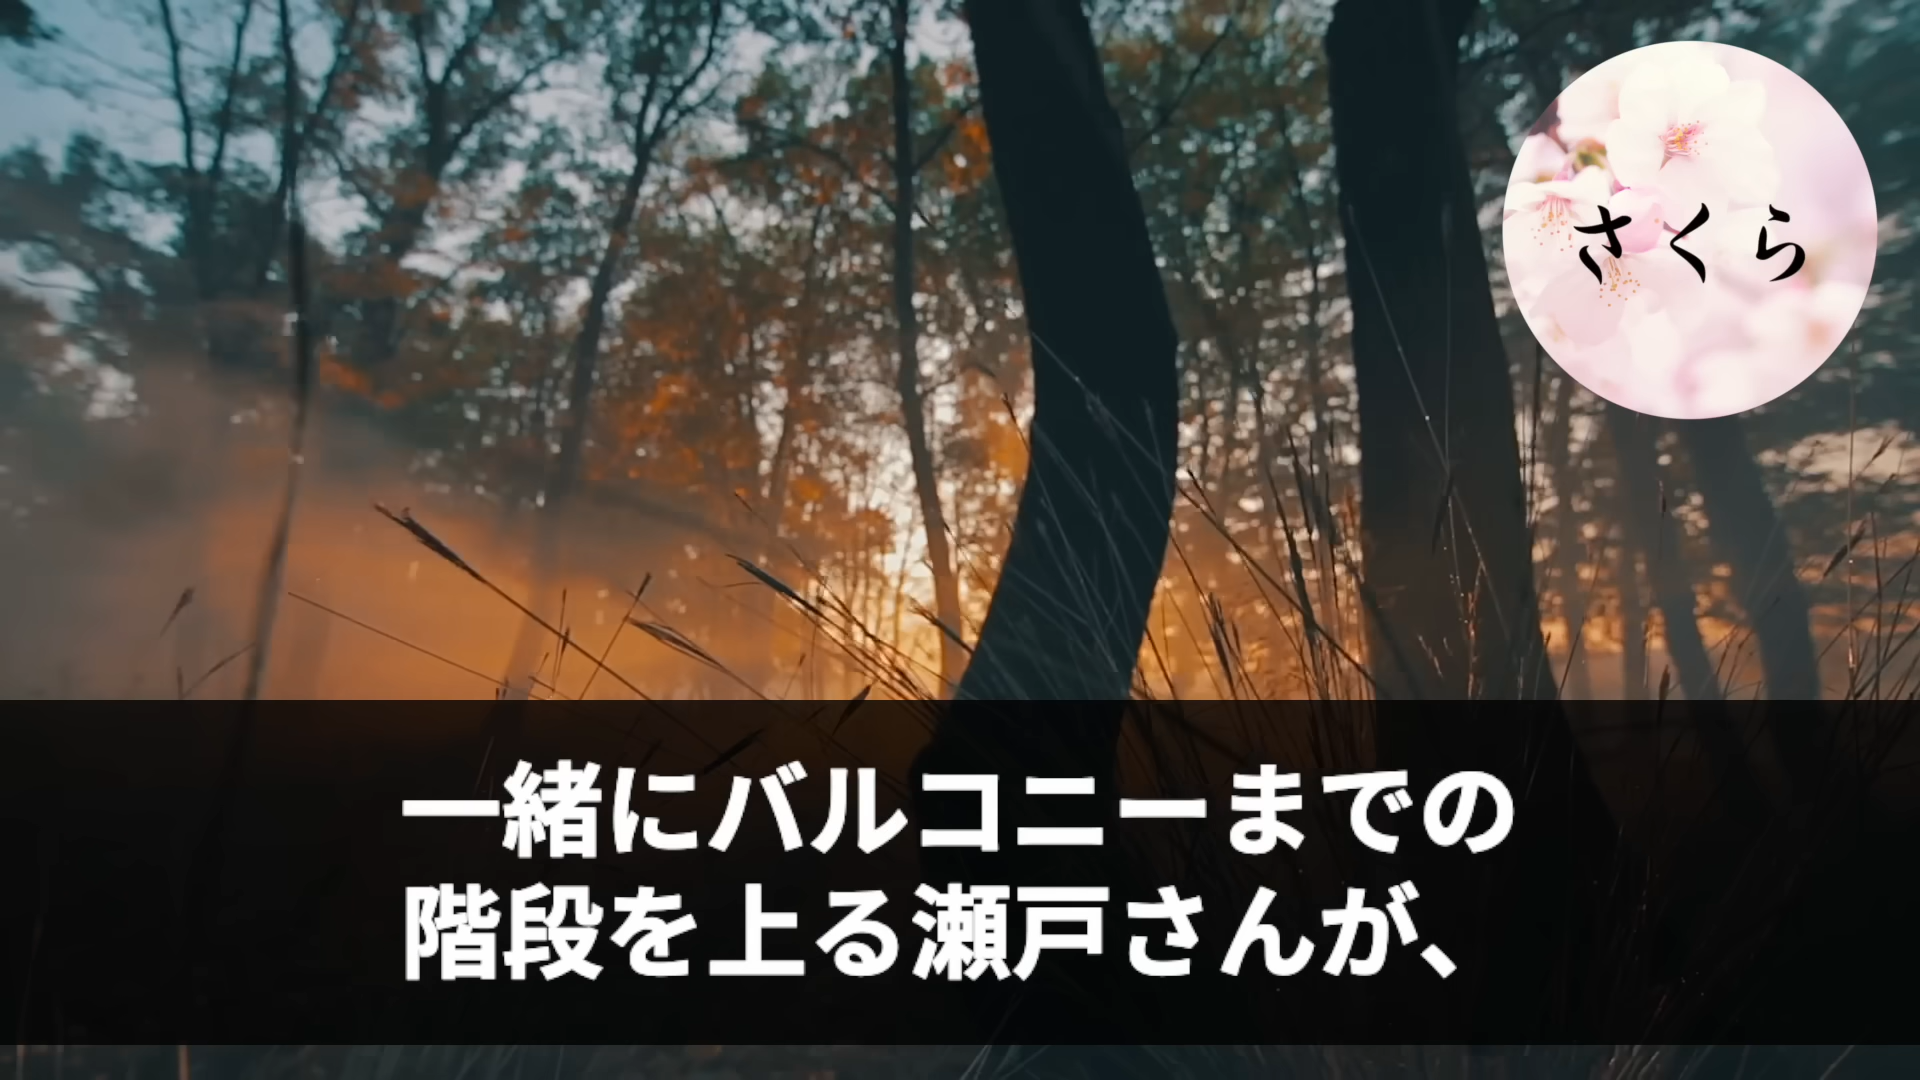 さくら
一緒にバルコニーまでの
階段を上る瀬戸さんが、